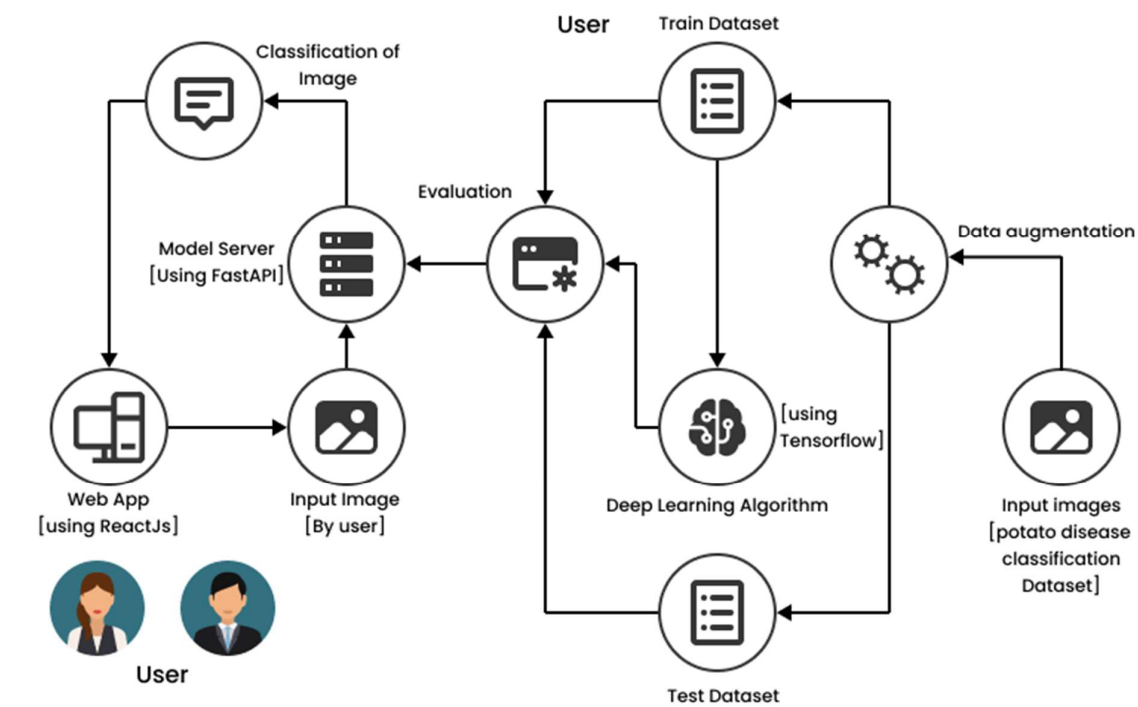 User
Train Dataset
Classification of
Image
Evaluation
Data augmentation
Model Server
[Using FastAPI]
[using
Tensorflow]
Web App
[using ReactJs]
Input Image
[By user]
Deep Learning Algorithm
Input images
[potato disease
classification
Dataset]
User
Test Dataset